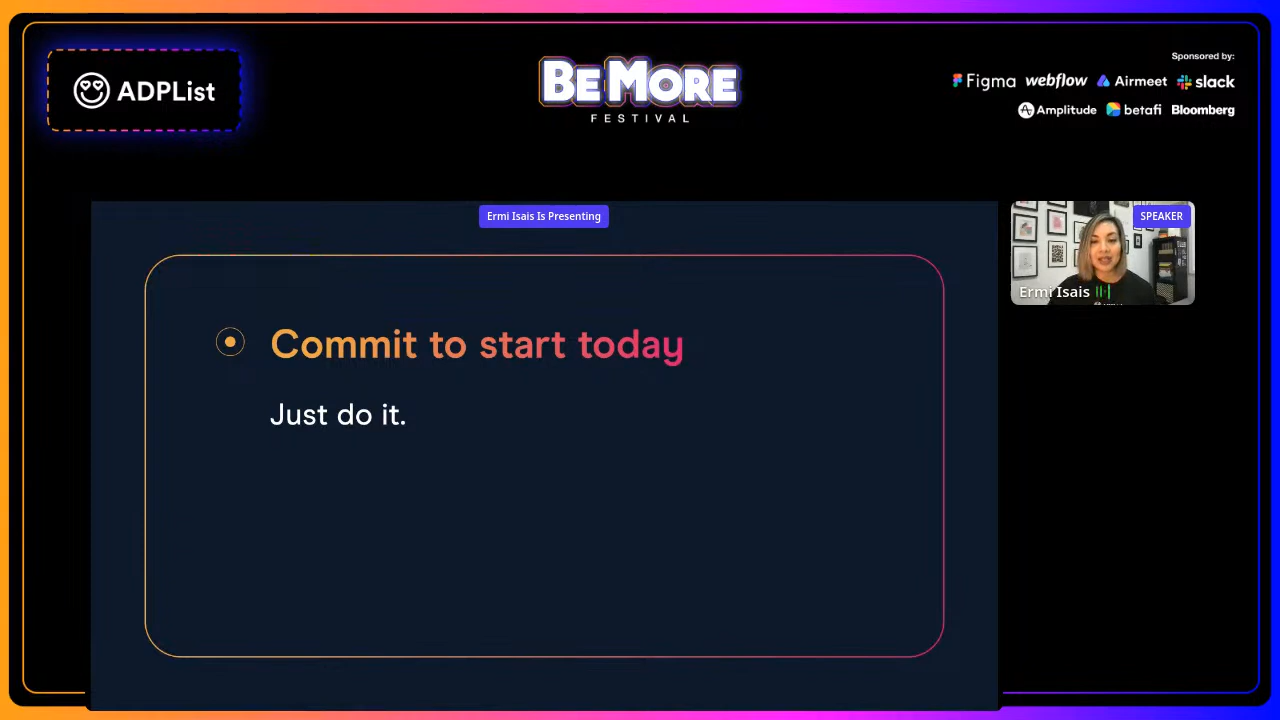 ADPList
BE MORE
FESTIVAL
Sponsored by:
Figma webflow Airmeet slack
Amplitude betafi Bloomberg
Ermi Isais Is Presenting
SPEAKER
Ermi Isais
Commit to start today
Just do it.